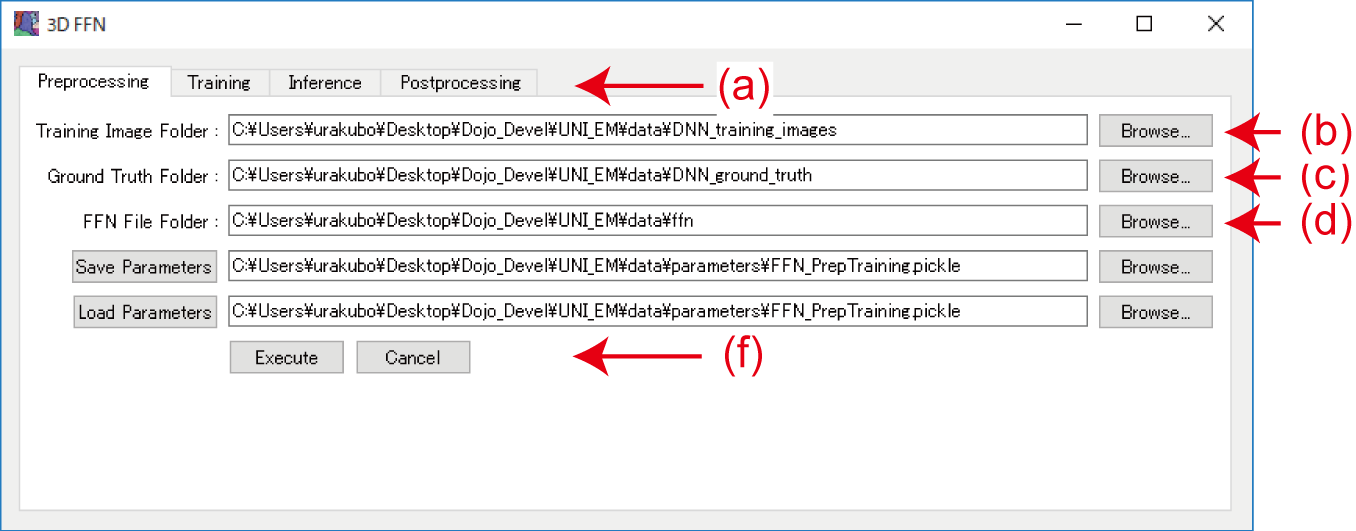 3D FFN
Preprocessing Training Inference Postprocessing (a)
Training Image Folder : C:¥Users¥urakubo¥Desktop¥Dojo_Devel¥UNI_EM¥data¥DNN_training_images Browse... (b)
Ground Truth Folder : C:¥Users¥urakubo¥Desktop¥Dojo_Devel¥UNI_EM¥data¥DNN_ground_truth Browse... (c)
FFN File Folder : C:¥Users¥urakubo¥Desktop¥Dojo_Devel¥UNI_EM¥data¥ffn Browse... (d)
Save Parameters C:¥Users¥urakubo¥Desktop¥Dojo_Devel¥UNI_EM¥data¥parameters¥FFN_PrepTraining.pickle Browse...
Load Parameters C:¥Users¥urakubo¥Desktop¥Dojo_Devel¥UNI_EM¥data¥parameters¥FFN_PrepTraining.pickle Browse...
Execute Cancel (f)